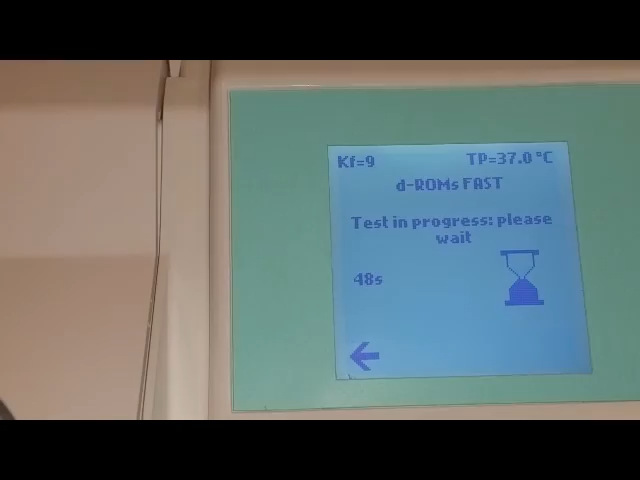 Kf=9 TP=37.0 °C
d-ROMs FAST
Test in progress: please
wait
48s